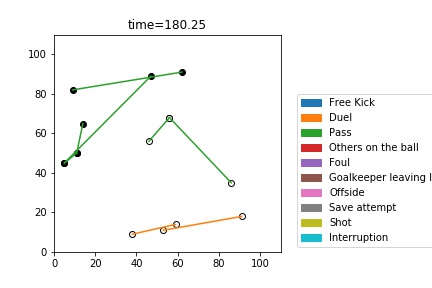 time=180.25
100
80
60
40
20
0
0 20 40 60 80 100
Free Kick
Duel
Pass
Others on the ball
Foul
Goalkeeper leaving l
Offside
Save attempt
Shot
Interruption